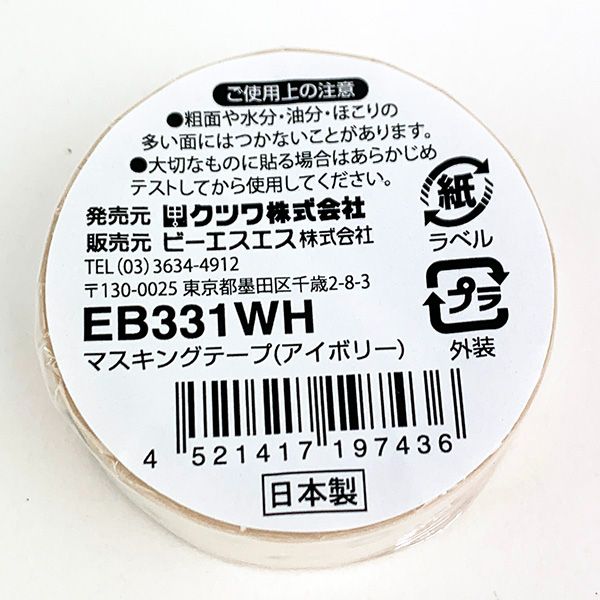 ご使用上の注意
●粗面や水分・油分・ほこりの
多い面にはつかないことがあります。
●大切なものに貼る場合はあらかじめ
テストしてから使用してください。
発売元 クツワ株式会社
販売元 ビーエスエス株式会社
TEL (03) 3634-4912
〒130-0025 東京都墨田区千歳2-8-3
EB331WH
マスキングテープ(アイボリー)
紙
ラベル
プラ
外装
4 521417 197436
日本製